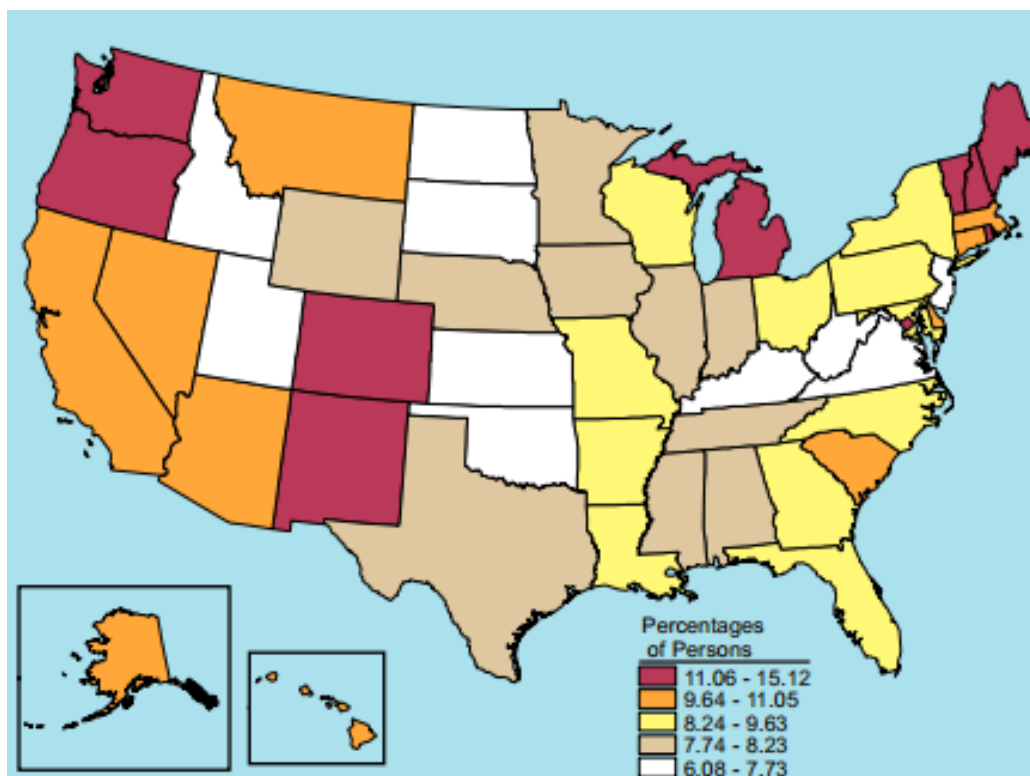 Percentages
of Persons
11.06 - 15.12
9.64 - 11.05
8.24 - 9.63
7.74 - 8.23
6.08 - 7.73